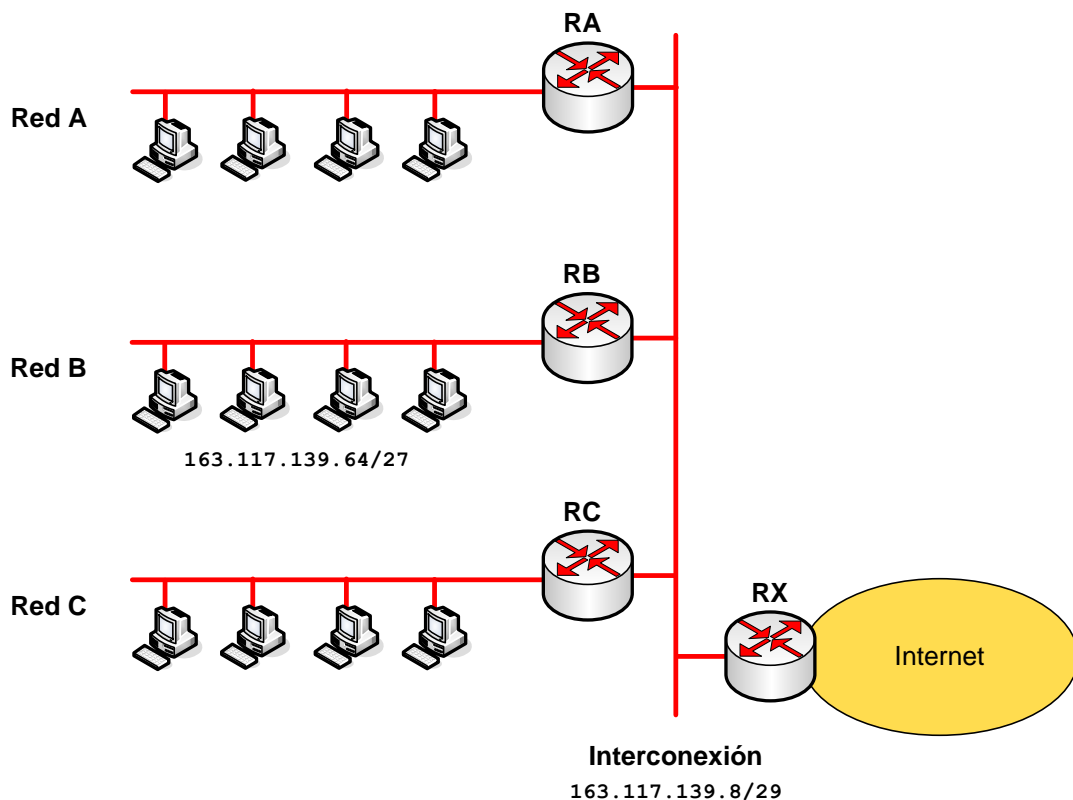 RA
Red A
RB
Red B
163.117.139.64/27
RC
Red C
RX
Internet
Interconexión
163.117.139.8/29